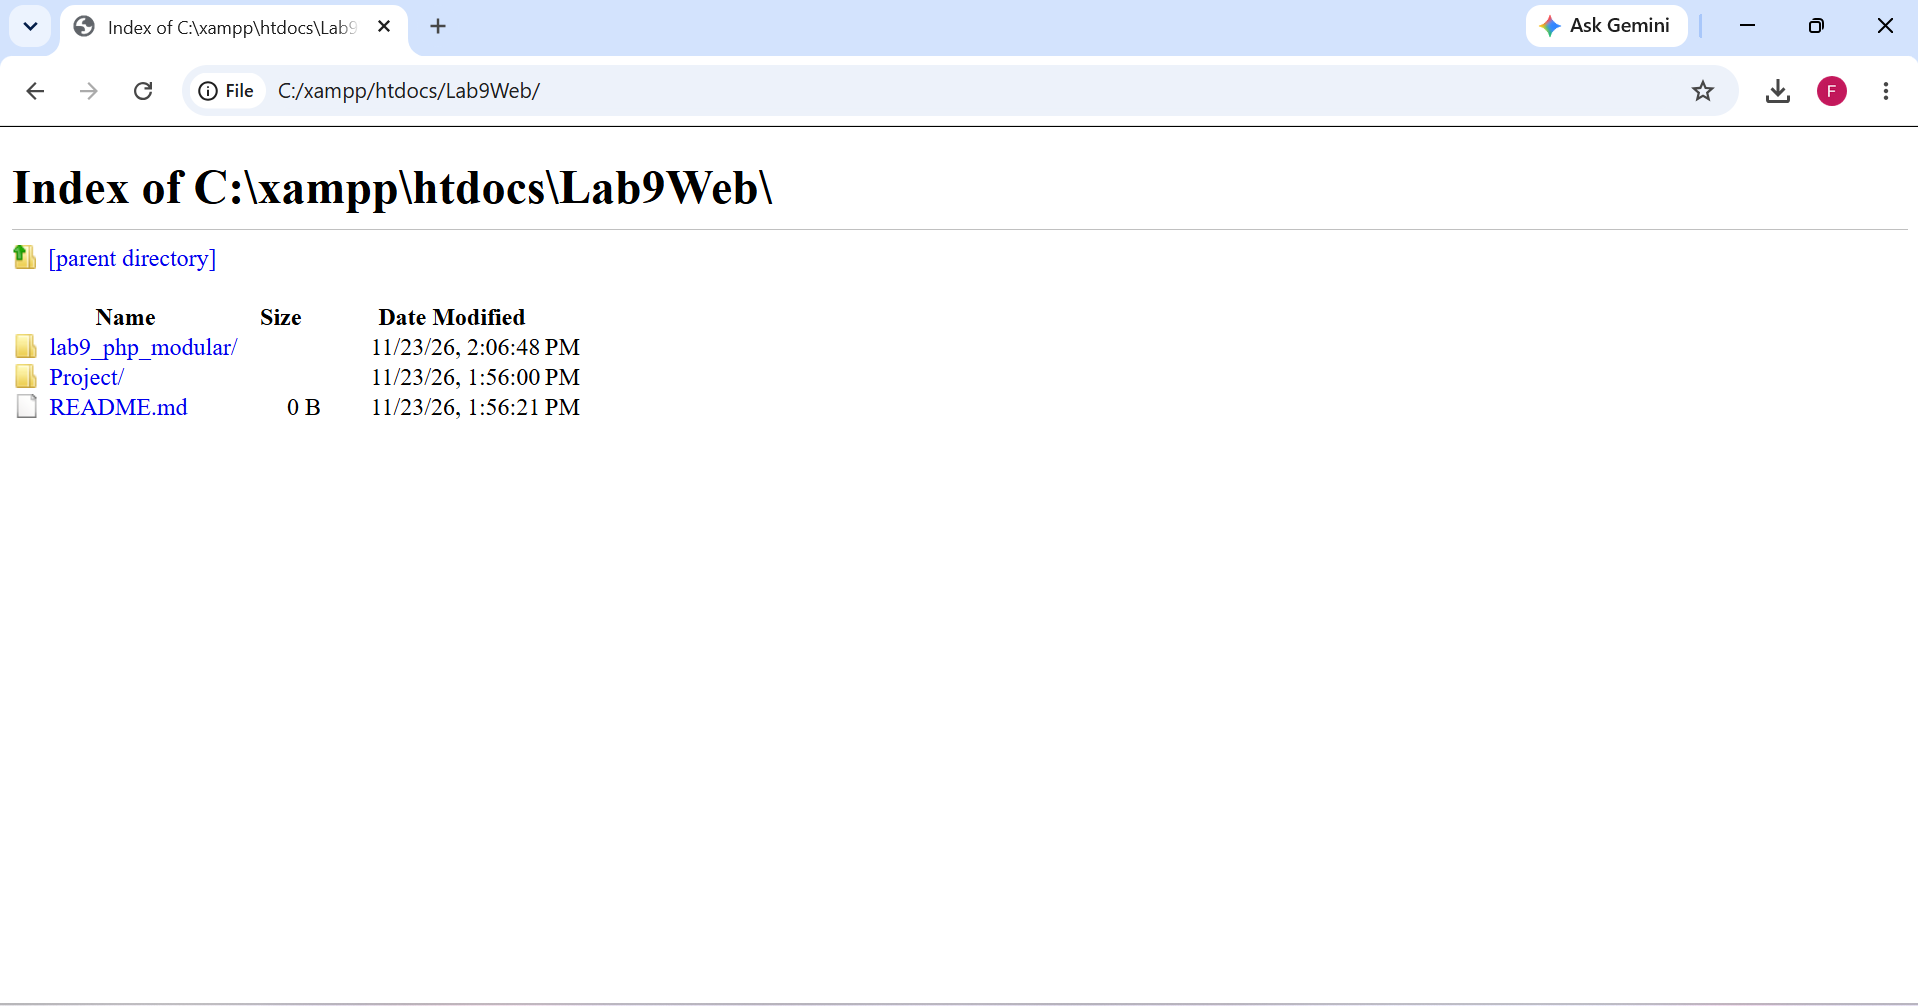 Index of C:\xampp\htdocs\Lab9
Ask Gemini
File
C:/xampp/htdocs/Lab9Web/
F
Index of C:\xampp\htdocs\Lab9Web\
[parent directory]
Name Size Date Modified
lab9_php_modular/ 11/23/26, 2:06:48 PM
Project/ 11/23/26, 1:56:00 PM
README.md 0 B 11/23/26, 1:56:21 PM